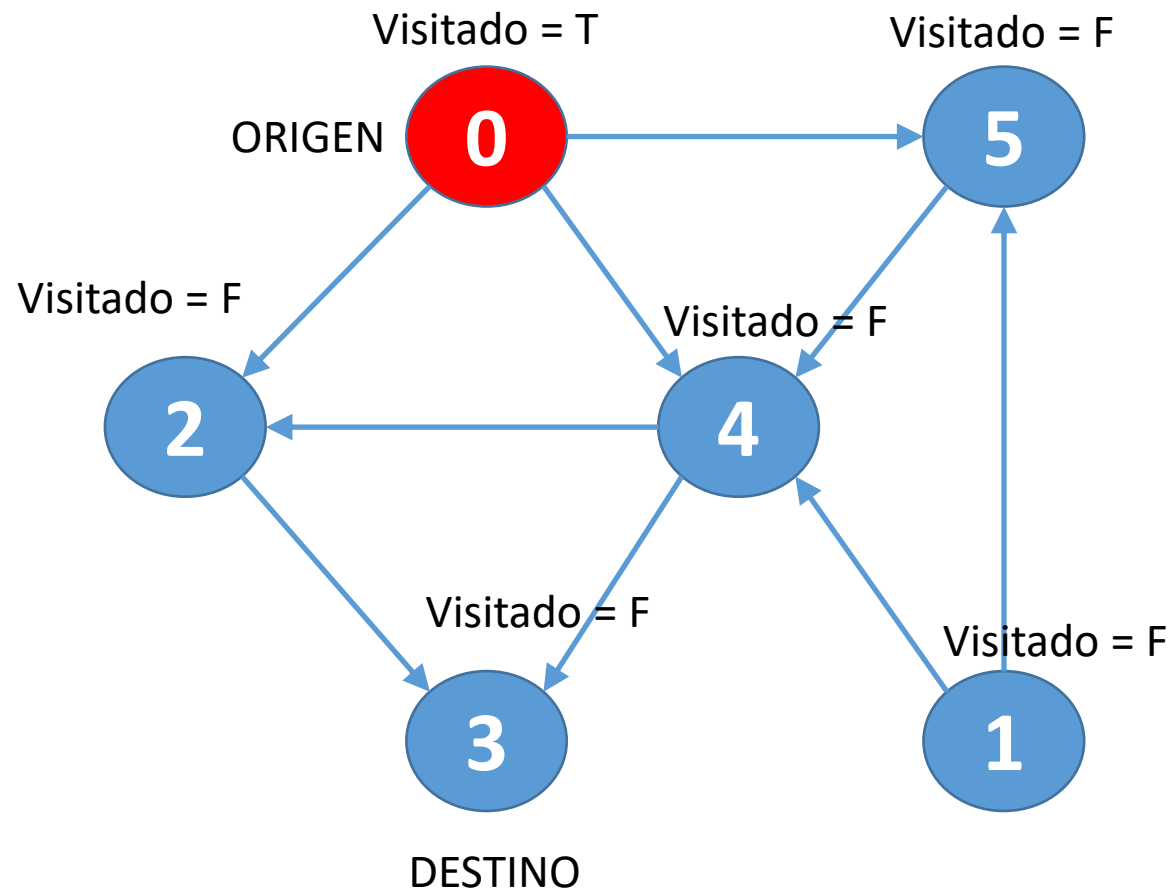 Visitado = T
Visitado = F
ORIGEN
0
5
Visitado = F
Visitado = F
2
4
Visitado = F
Visitado = F
3
1
DESTINO